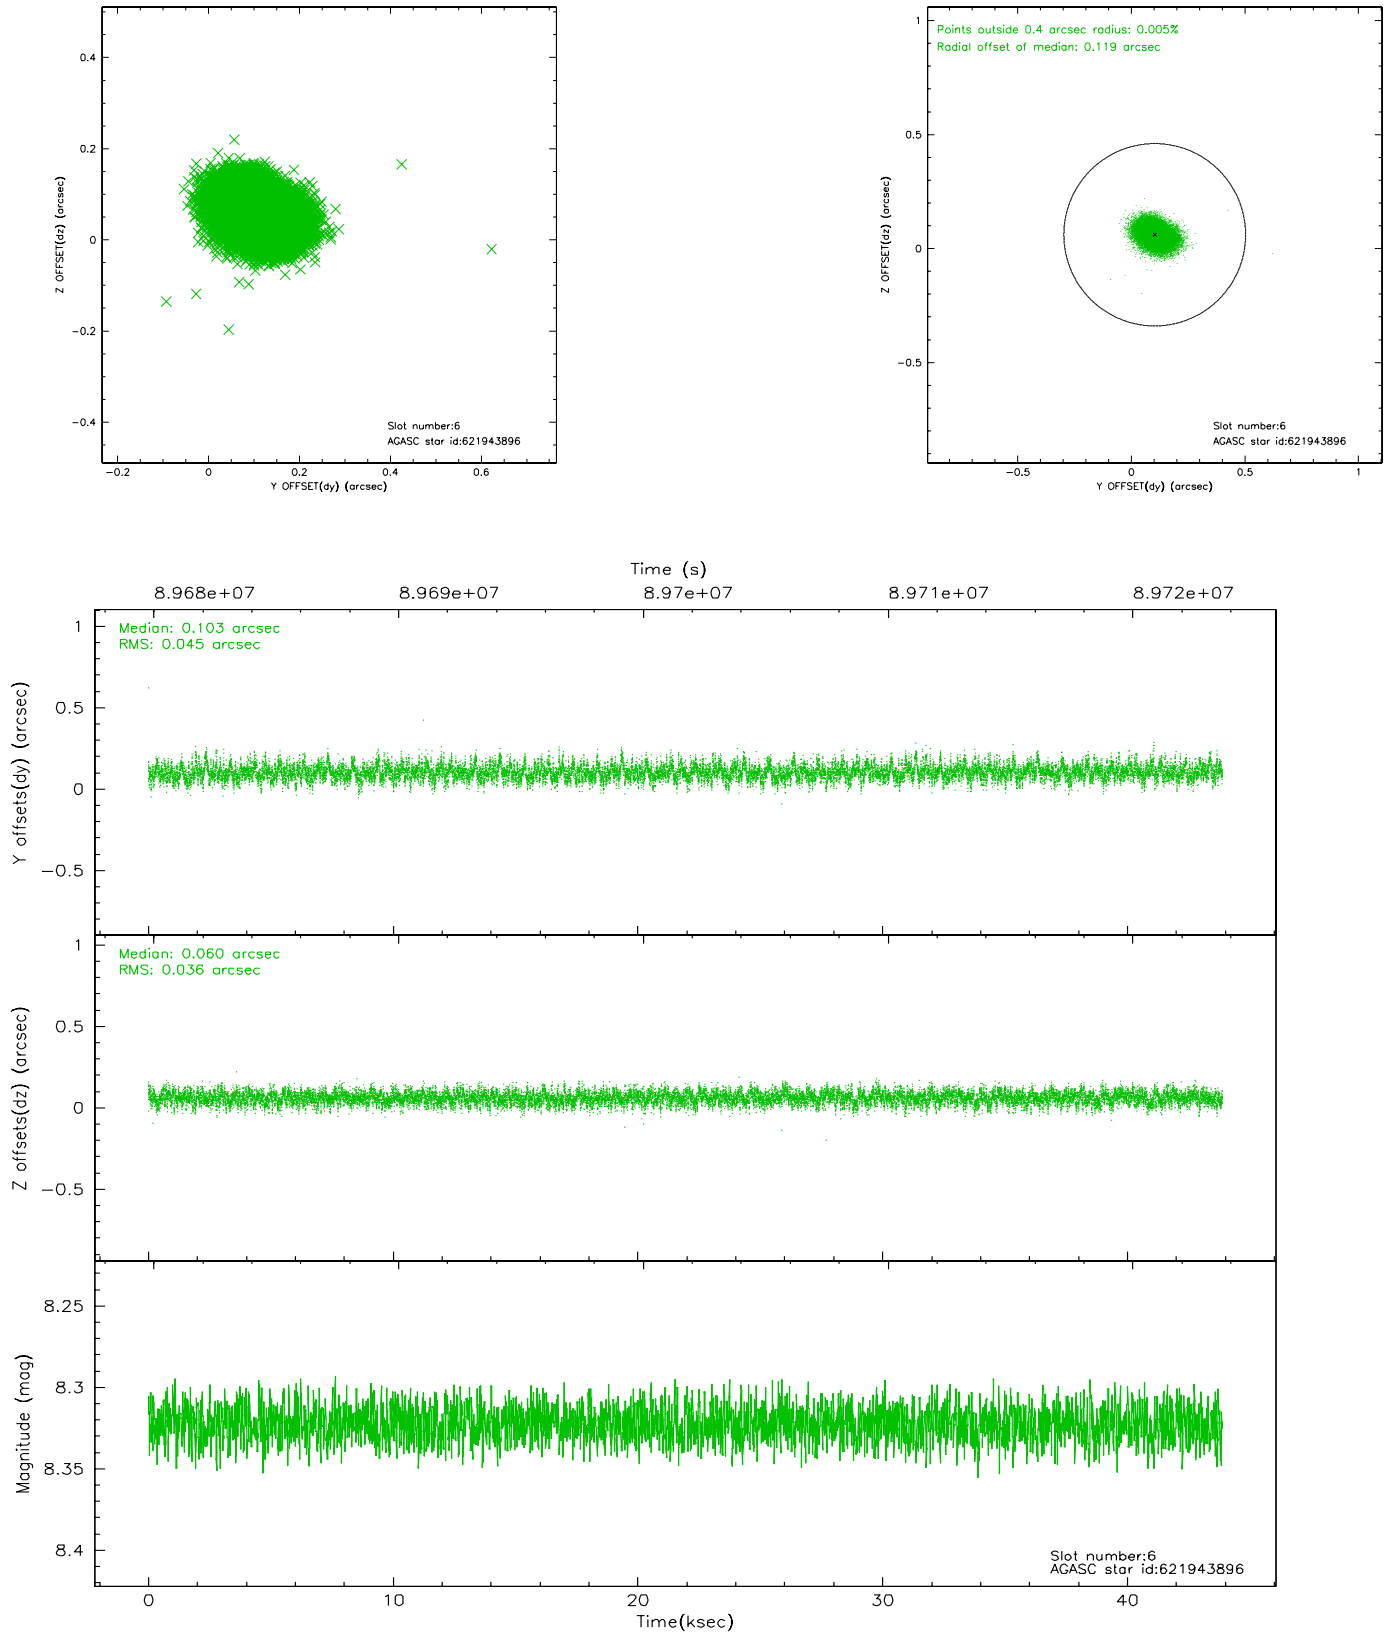 0.4
0.2
0
−0.2
−0.4
Z OFFSET(dz) (arcsec)
Slot number:6
AGASC star id:621943896
−0.2 0 0.2 0.4 0.6
Y OFFSET(dy) (arcsec)
Points outside 0.4 arcsec radius: 0.005%
Radial offset of median: 0.119 arcsec
1
0.5
0
−0.5
Z OFFSET(dz) (arcsec)
Slot number:6
AGASC star id:621943896
−0.5 0 0.5 1
Y OFFSET(dy) (arcsec)
Time (s)
8.968e+07 8.969e+07 8.97e+07 8.971e+07 8.972e+07
Median: 0.103 arcsec
RMS: 0.045 arcsec
1
0.5
0
−0.5
Y offsets(dy) (arcsec)
Median: 0.060 arcsec
RMS: 0.036 arcsec
1
0.5
0
−0.5
Z offsets(dz) (arcsec)
8.25
8.3
8.35
8.4
Magnitude (mag)
Slot number:6
AGASC star id:621943896
0 10 20 30 40
Time(ksec)